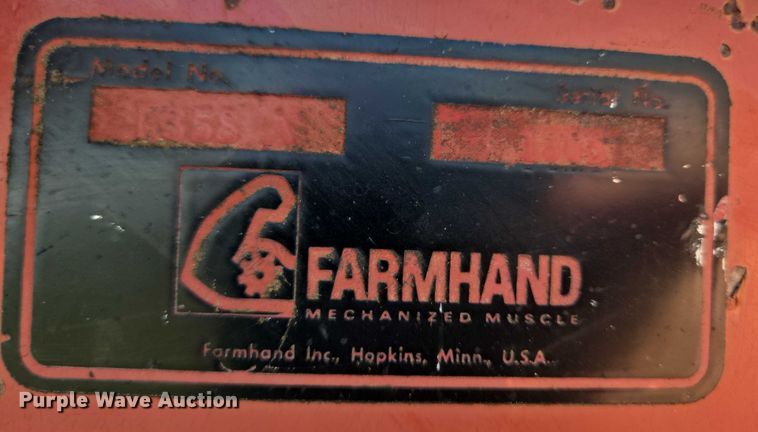 Model No.
Serial No.
FARMHAND
MECHANIZED MUSCLE
Farmhand Inc., Hopkins, Minn., U.S.A.
Purple Wave Auction